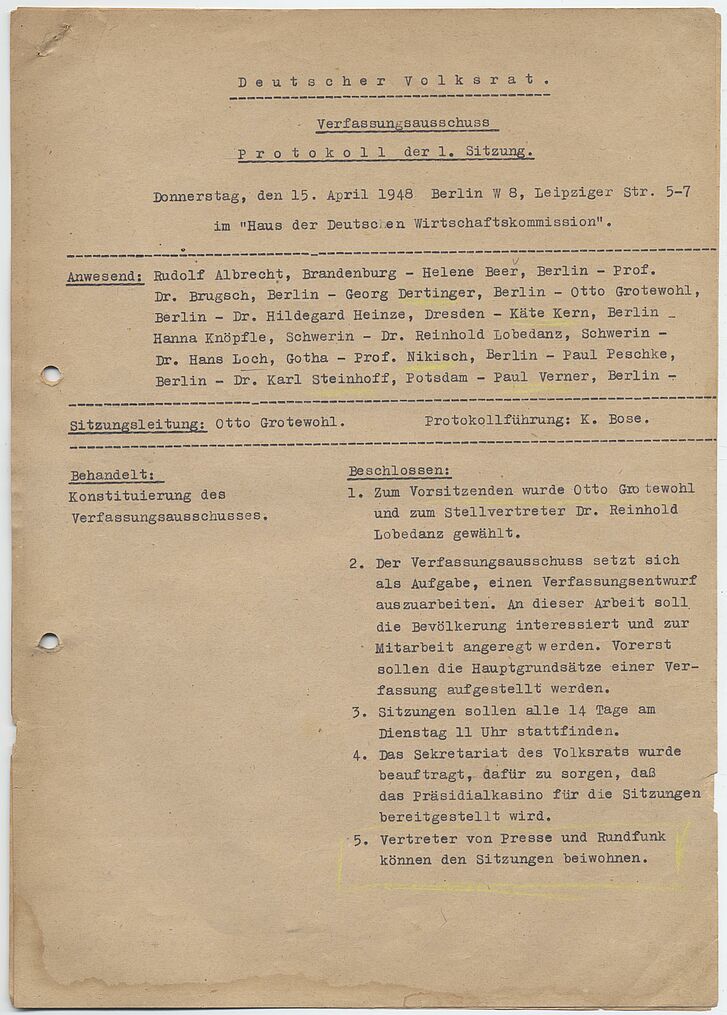 Deutscher Volksrat.
Verfassungsausschuss
Protokoll der 1. Sitzung.
Donnerstag, den 15. April 1948 Berlin W 8, Leipziger Str. 5-7
im "Haus der Deutschen Wirtschaftskommission".
Anwesend: Rudolf Albrecht, Brandenburg - Helene Beer, Berlin - Prof.
Dr. Brugsch, Berlin - Georg Dertinger, Berlin - Otto Grotewohl,
Berlin - Dr. Hildegard Heinze, Dresden - Käte Kern, Berlin _
Hanna Knöpfle, Schwerin - Dr. Reinhold Lobedanz, Schwerin -
Dr. Hans Loch, Gotha - Prof. Nikisch, Berlin - Paul Peschke,
Berlin - Dr. Karl Steinhoff, Potsdam - Paul Verner, Berlin -
Sitzungsleitung: Otto Grotewohl. Protokollführung: K. Bose.
Behandelt:
Konstituierung des
Verfassungsausschusses.
Beschlossen:
1. Zum Vorsitzenden wurde Otto Grotewohl
und zum Stellvertreter Dr. Reinhold
Lobedanz gewählt.
2. Der Verfassungsausschuss setzt sich
als Aufgabe, einen Verfassungsentwurf
auszuarbeiten. An dieser Arbeit soll
die Bevölkerung interessiert und zur
Mitarbeit angeregt werden. Vorerst
sollen die Hauptgrundsätze einer Ver-
fassung aufgestellt werden.
3. Sitzungen sollen alle 14 Tage am
Dienstag 11 Uhr stattfinden.
4. Das Sekretariat des Volksrats wurde
beauftragt, dafür zu sorgen, daß
das Präsidialkasino für die Sitzungen
bereitgestellt wird.
5. Vertreter von Presse und Rundfunk
können den Sitzungen beiwohnen.